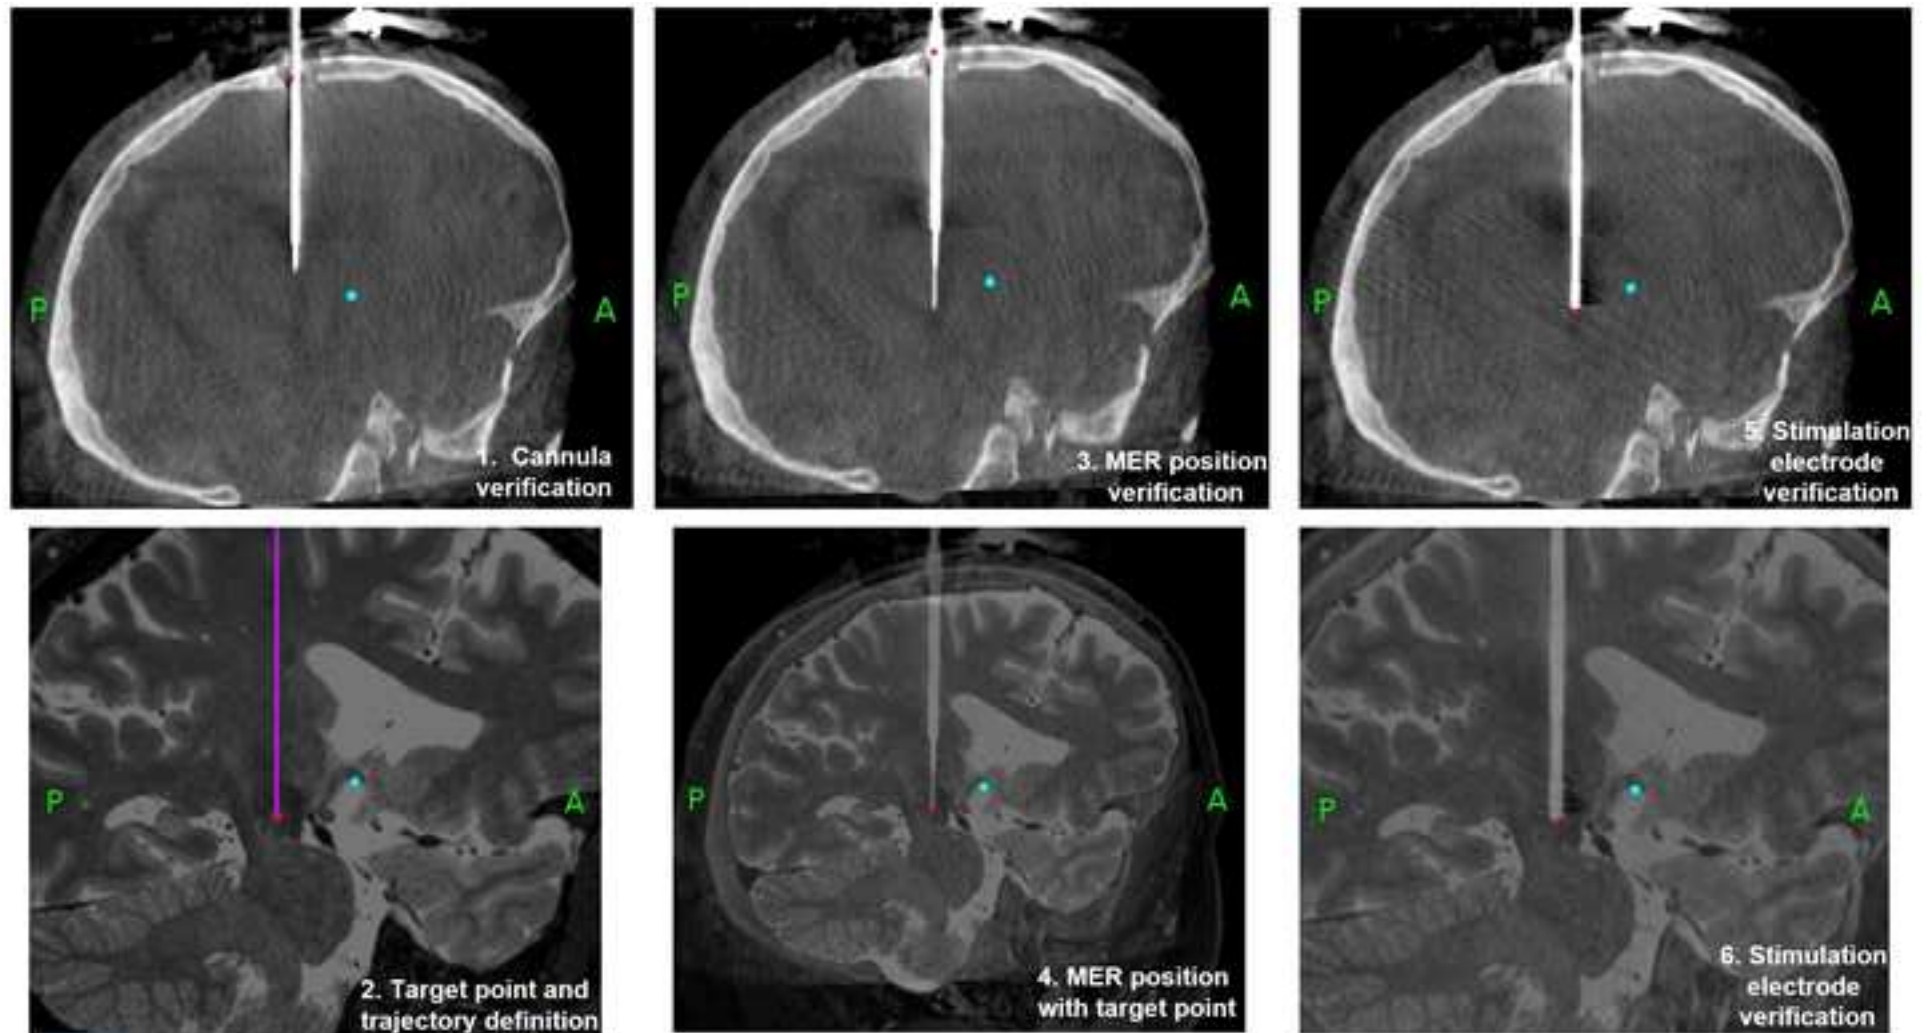 P
A
1. Cannula
verification
P
A
3. MER position
verification
P
A
5. Stimulation
electrode
verification
P
A
2. Target point and
trajectory definition
P
A
4. MER position
with target point
P
A
6. Stimulation
electrode
verification